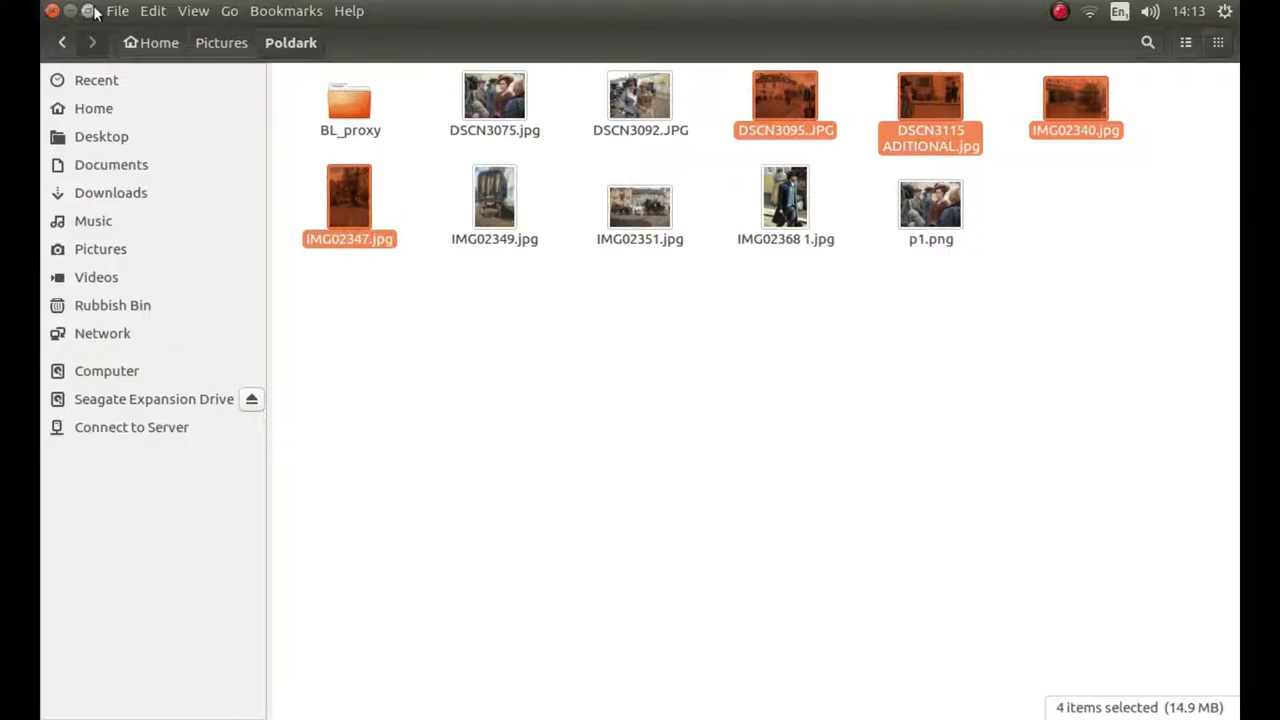 File Edit View Go Bookmarks Help En1 14:13
Home Pictures Poldark
Recent
Home
Desktop
Documents
Downloads
Music
Pictures
Videos
Rubbish Bin
Network
Computer
Seagate Expansion Drive
Connect to Server
BL_proxy DSCN3075.jpg DSCN3092.JPG DSCN3095.JPG DSCN3115 IMG02340.jpg
ADITIONAL.jpg
IMG02347.jpg IMG02349.jpg IMG02351.jpg IMG02368 1.jpg p1.png
4 items selected (14.9 MB)